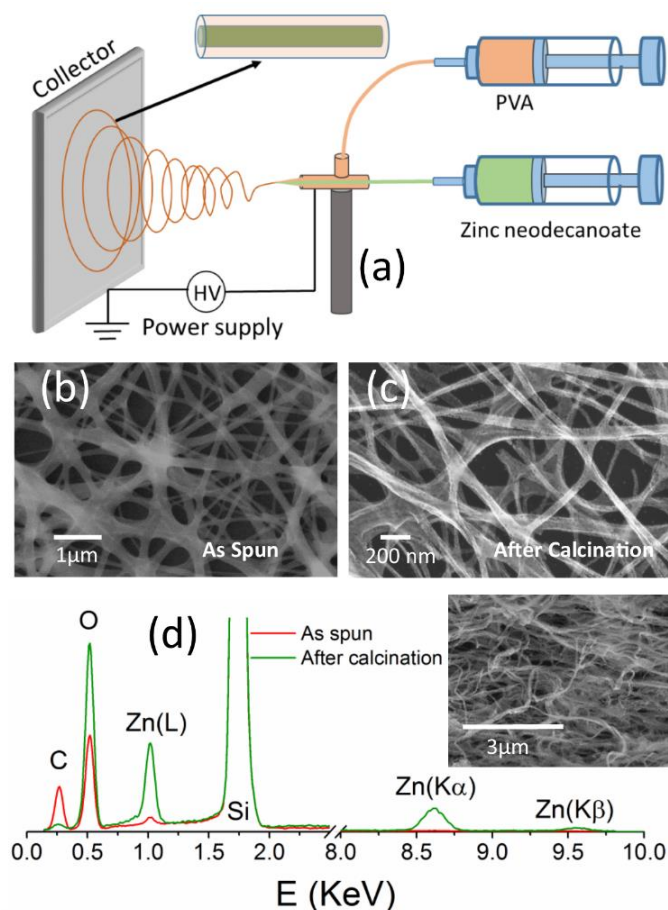 Collector
PVA
Zinc neodecanoate
(a)
HV
Power supply
(b)
1μm
As Spun
(c)
200 nm
After Calcination
(d)
As spun
After calcination
C
O
Zn(L)
Si
Zn(Kα)
Zn(Kβ)
3μm
0.0 0.5 1.0 1.5 2.0 8.0 8.5 9.0 9.5 10.0
E (KeV)